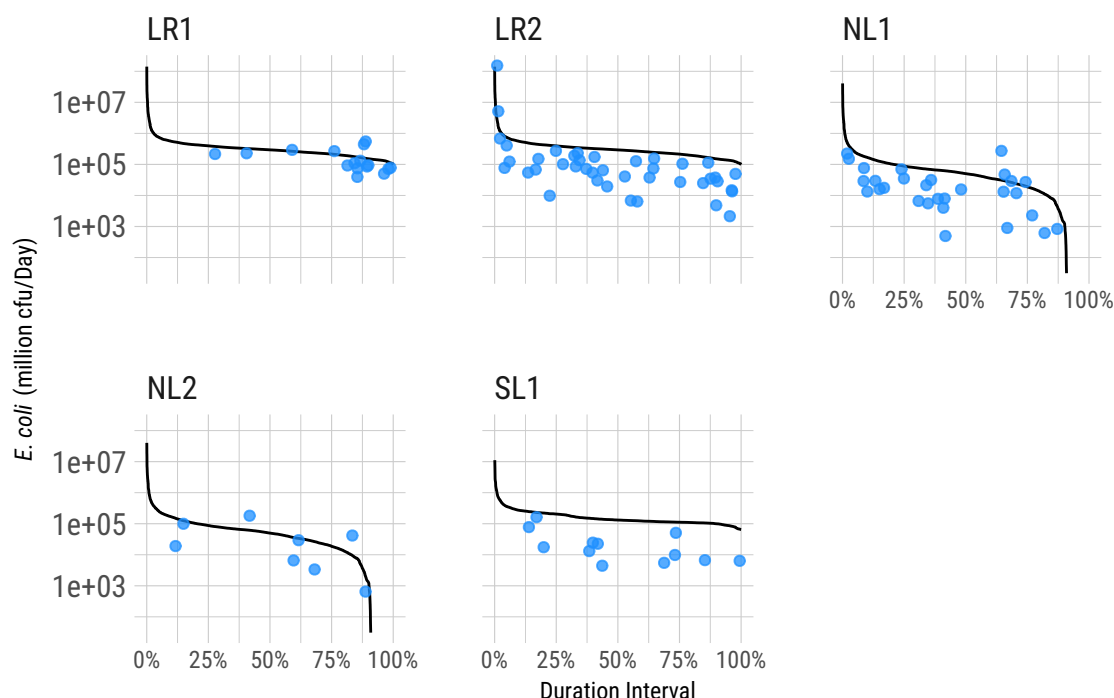 LR1
LR2
NL1
1e+07
1e+05
1e+03
0% 25% 50% 75% 100%
NL2
SL1
1e+07
1e+05
1e+03
0% 25% 50% 75% 100%
0% 25% 50% 75% 100%
E. coli (million cfu/Day)
Duration Interval